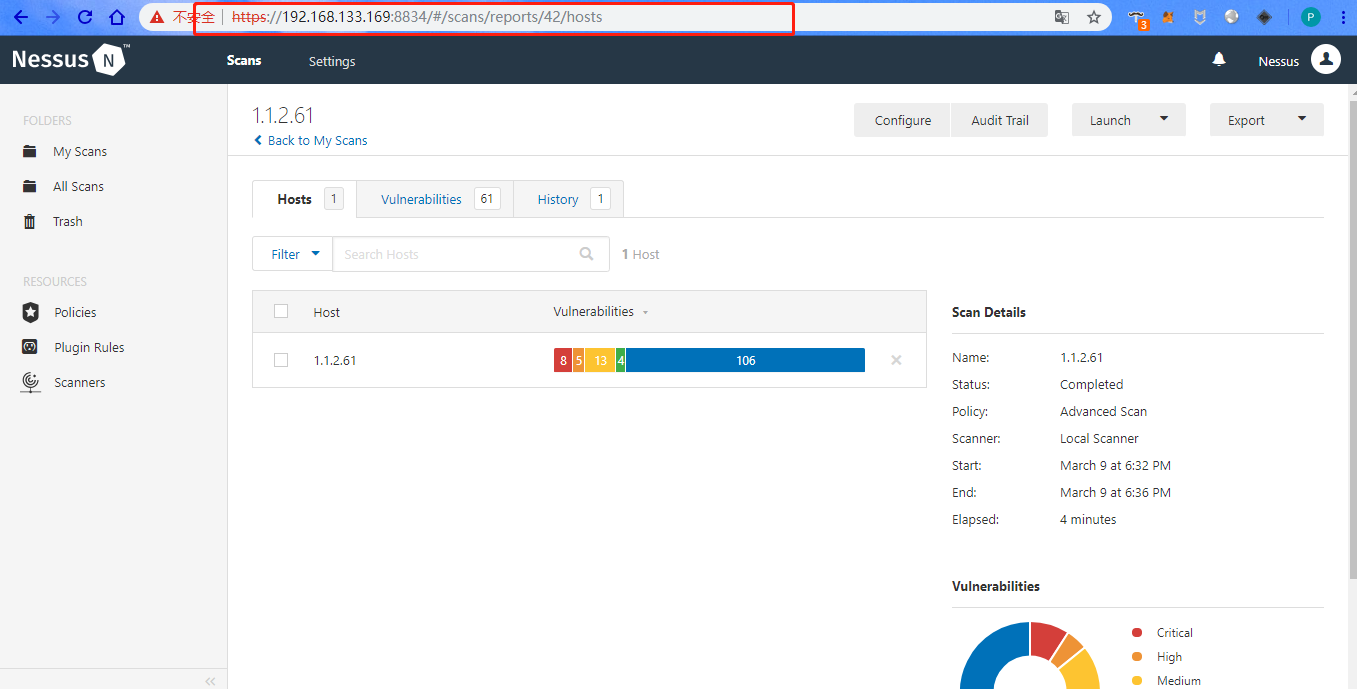 不安全 https://192.168.133.169:8834/#/scans/reports/42/hosts 3 P
Nessus N ™ Scans Settings Nessus
FOLDERS
My Scans
All Scans
Trash
RESOURCES
Policies
Plugin Rules
Scanners
1.1.2.61
Back to My Scans
Configure Audit Trail Launch Export
Hosts 1 Vulnerabilities 61 History 1
Filter Search Hosts 1 Host
Host Vulnerabilities
1.1.2.61 8 5 13 4 106
Scan Details
Name: 1.1.2.61
Status: Completed
Policy: Advanced Scan
Scanner: Local Scanner
Start: March 9 at 6:32 PM
End: March 9 at 6:36 PM
Elapsed: 4 minutes
Vulnerabilities
Critical
High
Medium